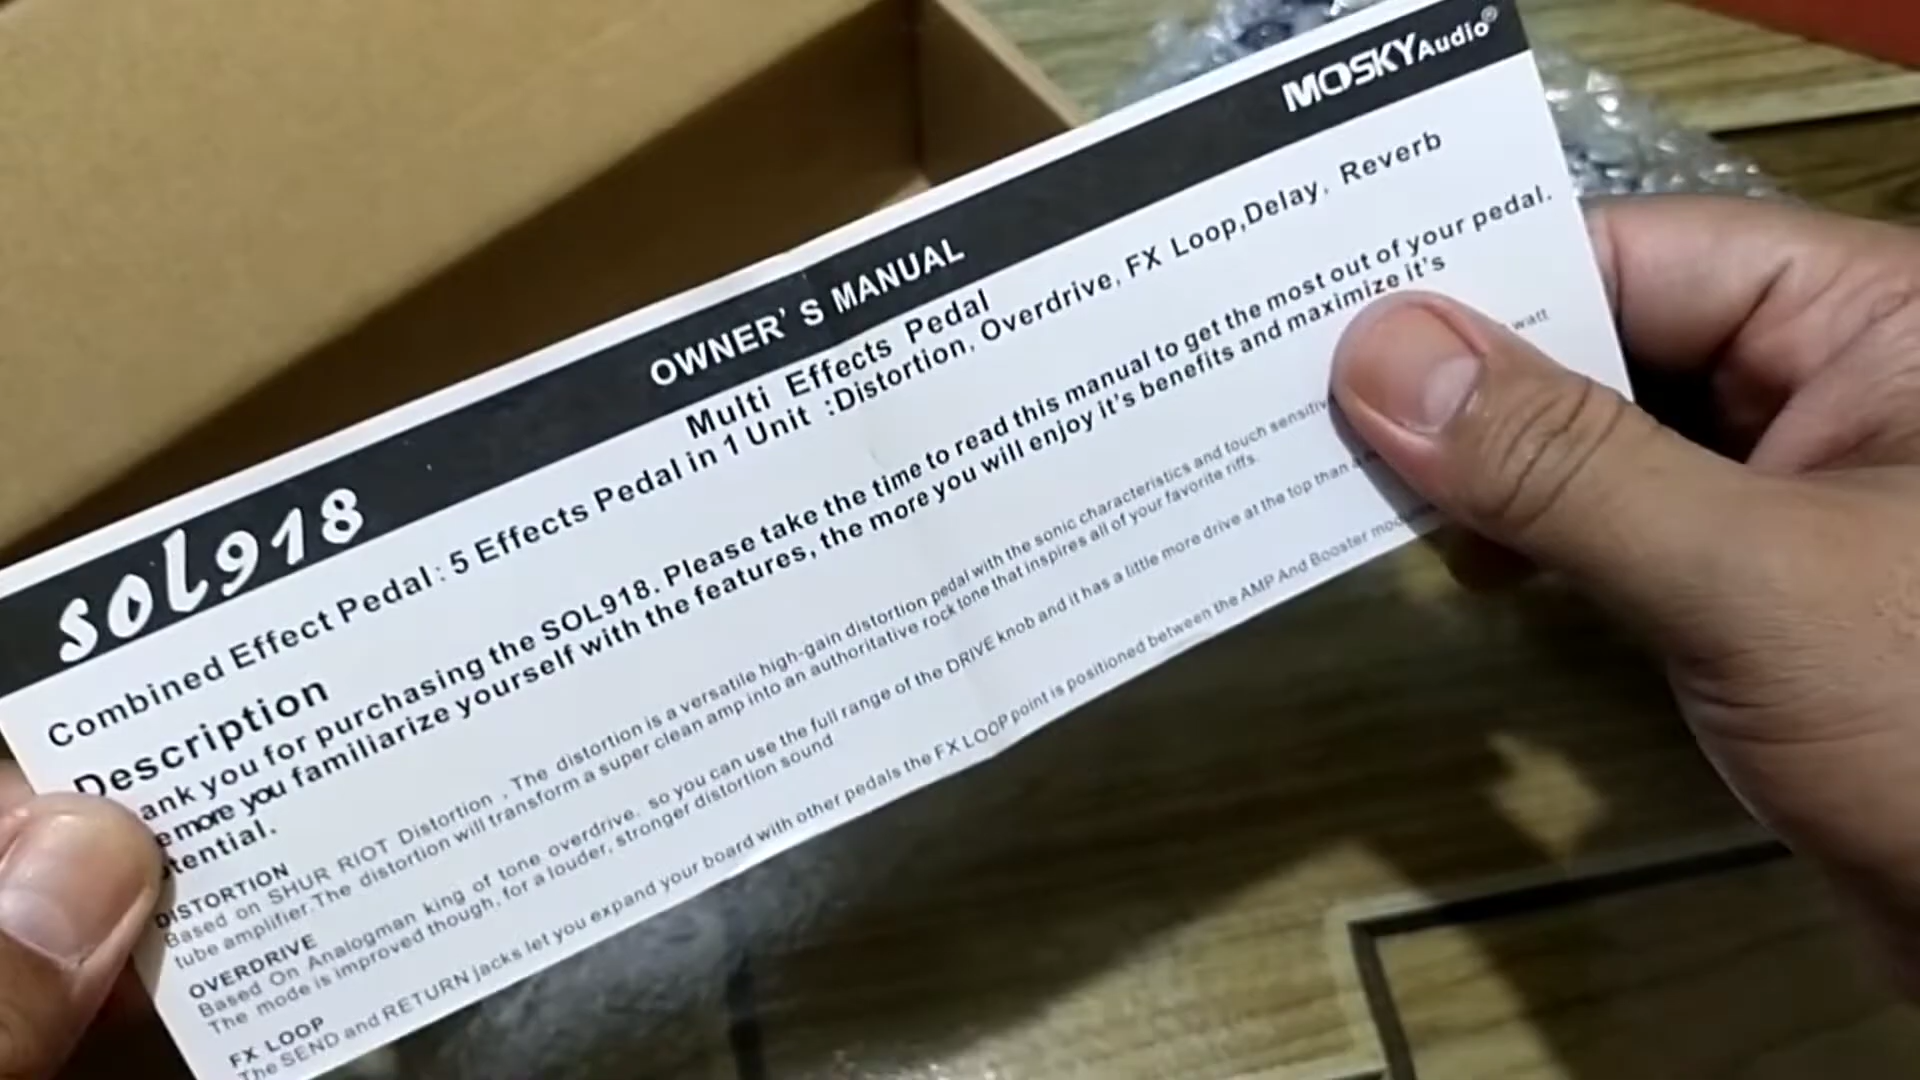 SOL918
OWNER'S MANUAL
MOSKYAudio®
Multi Effects Pedal
Combined Effect Pedal: 5 Effects Pedal in 1 Unit :Distortion, Overdrive, FX Loop,Delay, Reverb
Description
ank you for purchasing the SOL918. Please take the time to read this manual to get the most out of your pedal.
e more you familiarize yourself with the features, the more you will enjoy it's benefits and maximize it's
tential.
DISTORTION
Based on SHUR RIOT Distortion , The distortion is a versatile high-gain distortion pedal with the sonic characteristics and touch watt
tube amplifier.The distortion will transform a super clean amp into an authoritative rock tone that inspires all of your favorite riffs.
OVERDRIVE
Based On Analogman king of tone overdrive, so you can use the full range of the DRIVE knob and it has a little more drive at the top than
The mode is improved though, for a louder, stronger distortion sound
FX LOOP
The SEND and RETURN jacks let you expand your board with other pedals the FX LOOP point is positioned between the AMP And Booster